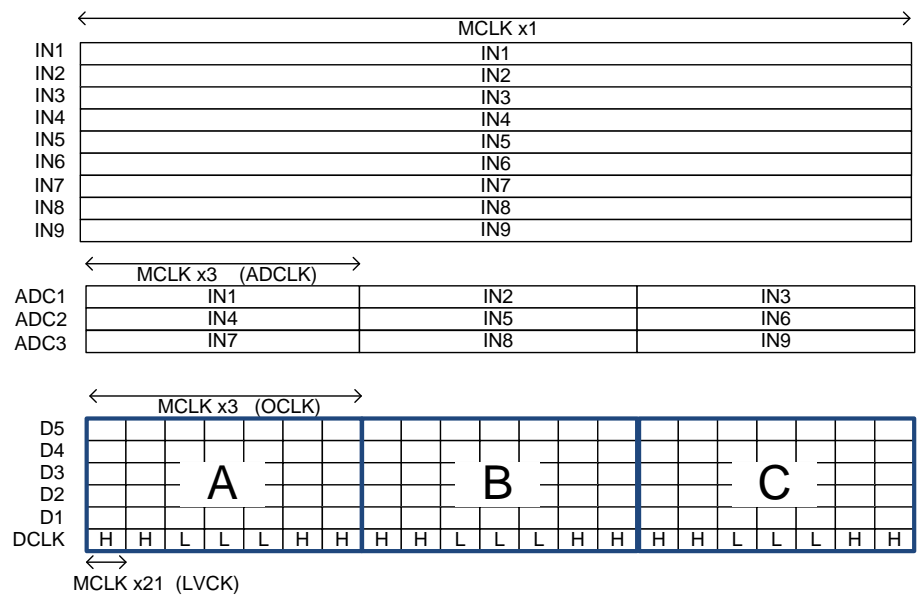 MCLK x1
IN1 IN1
IN2 IN2
IN3 IN3
IN4 IN4
IN5 IN5
IN6 IN6
IN7 IN7
IN8 IN8
IN9 IN9
MCLK x3 (ADCLK)
ADC1 IN1 IN2 IN3
ADC2 IN4 IN5 IN6
ADC3 IN7 IN8 IN9
MCLK x3 (OCLK)
D5
D4
D3 A B C
D2
D1
DCLK H H L L L H H H H L L L H H H H L L L H H
MCLK x21 (LVCK)